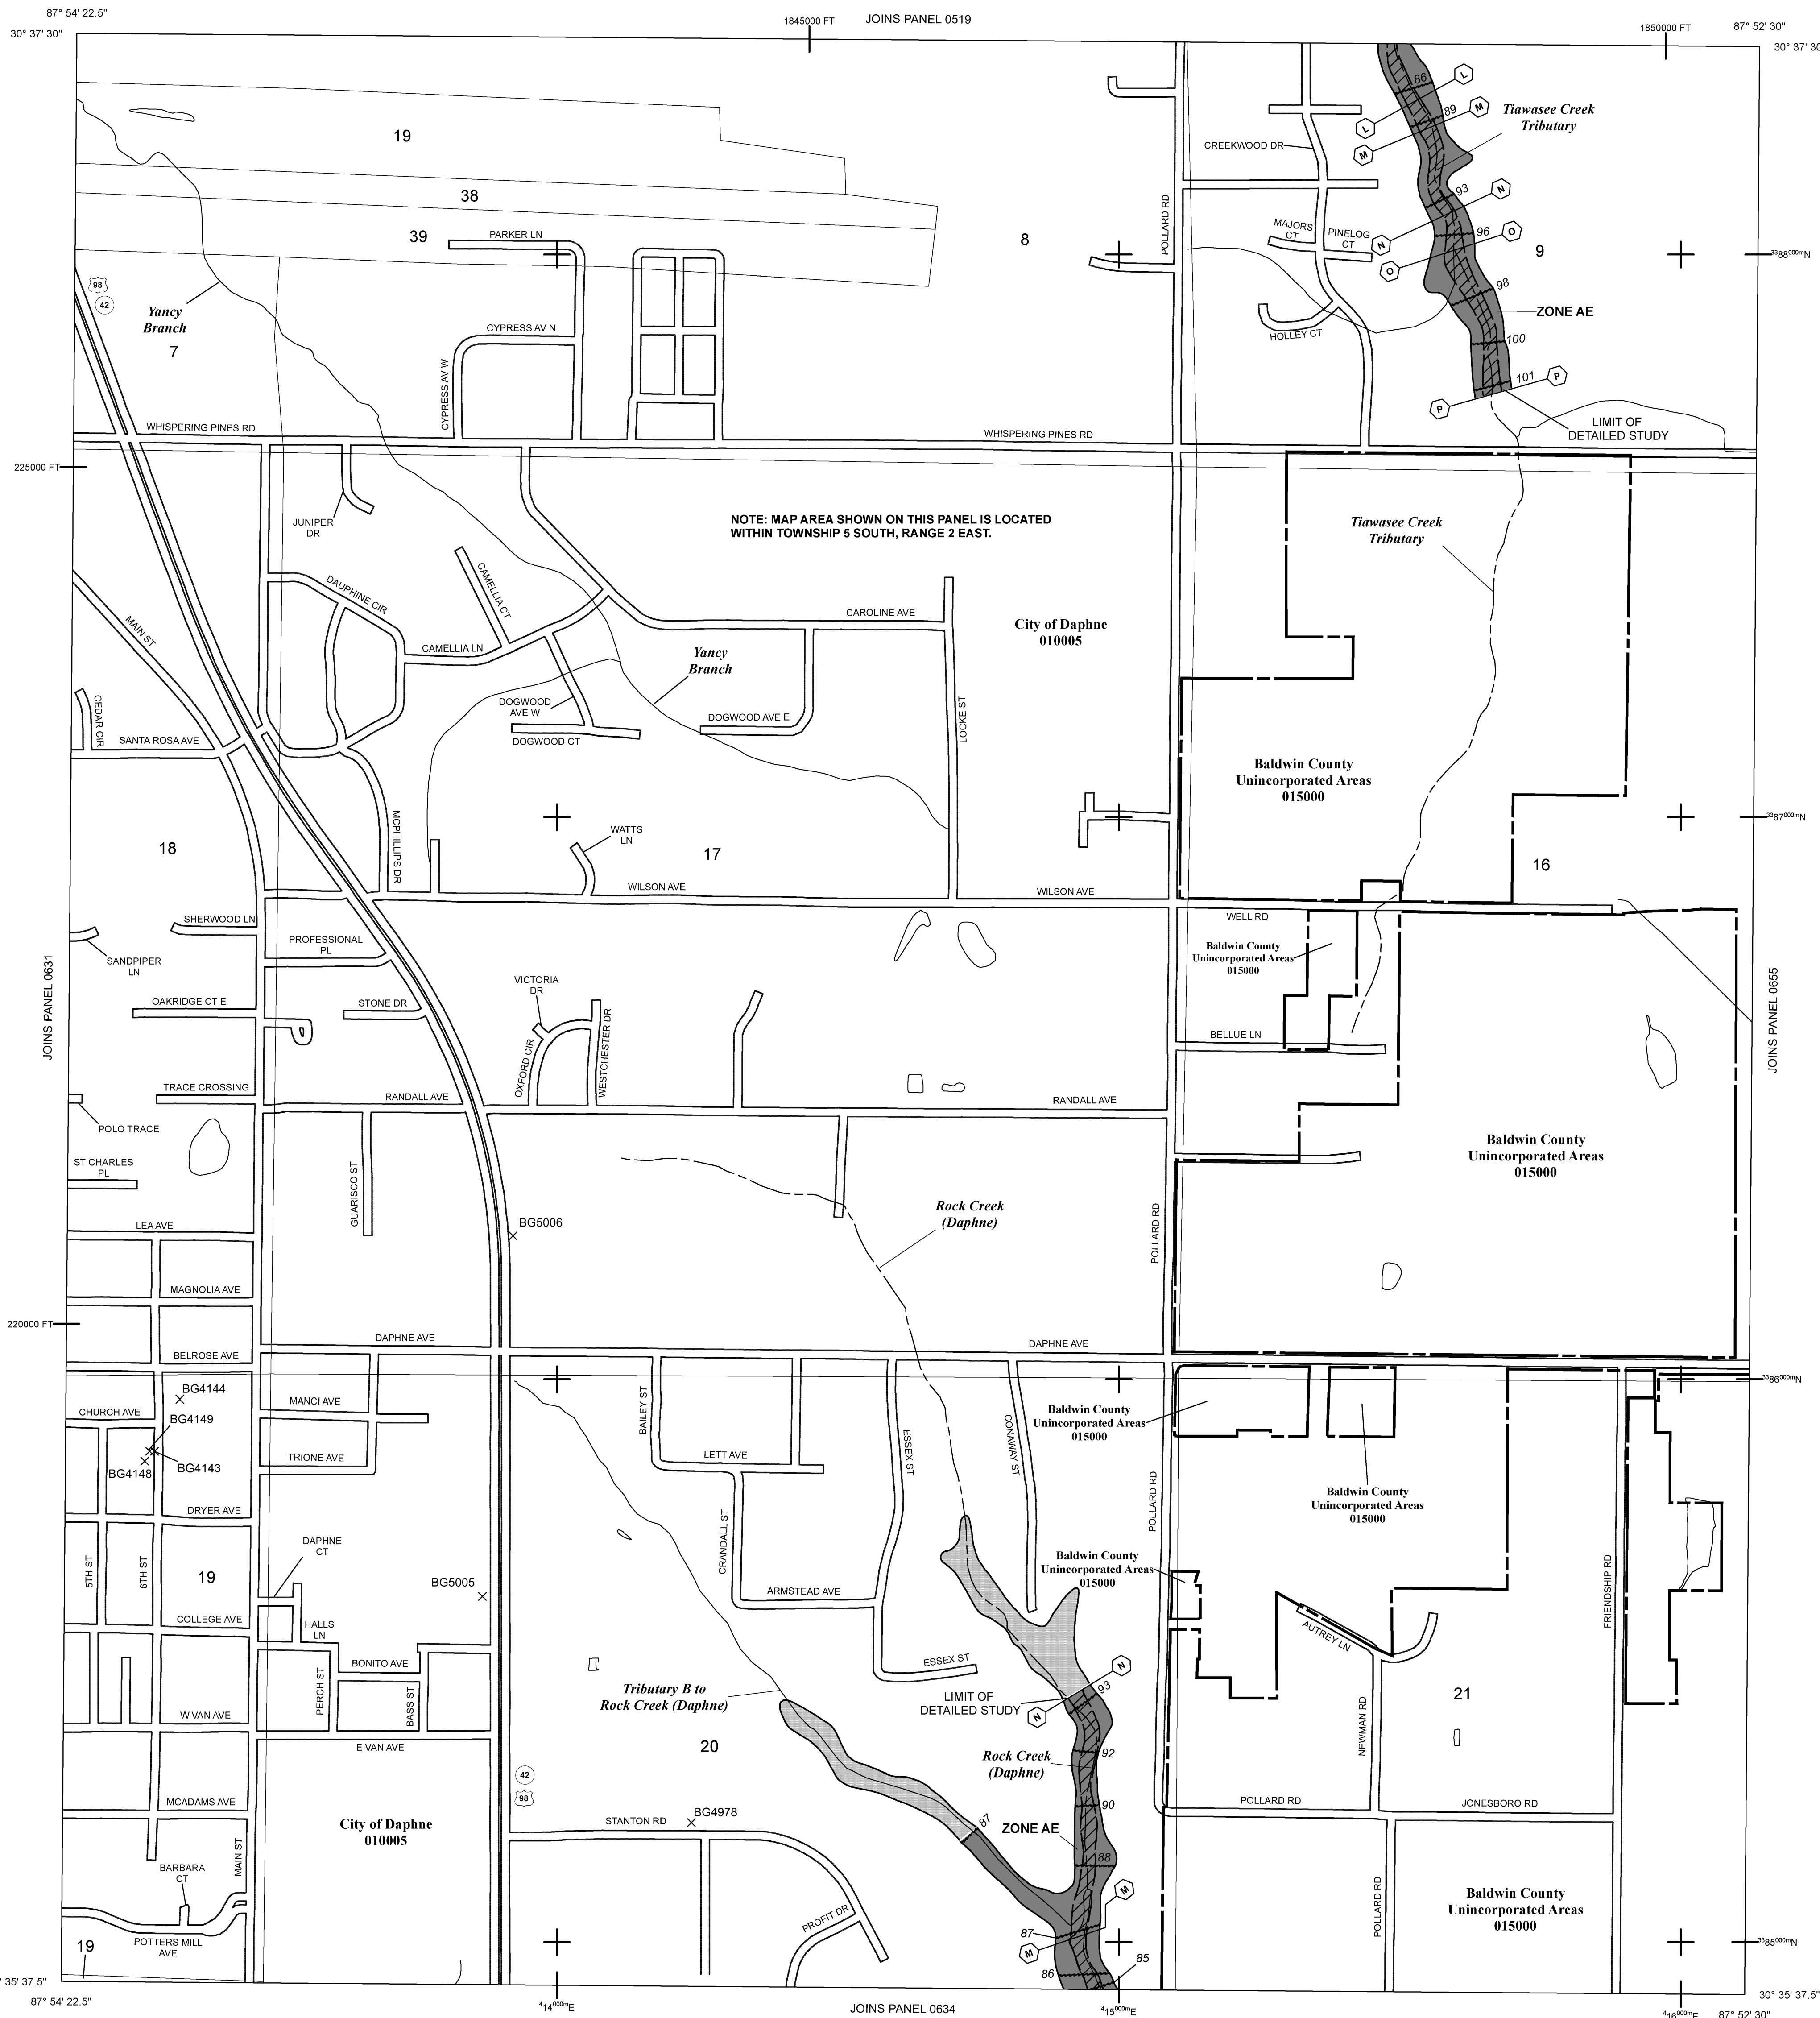 87° 54' 22.5"
1845000 FT
JOINS PANEL 0519
1850000 FT
87° 52' 30"
30° 37' 30"
30° 37' 30
86
L
L
89
M
M
Tiawasee Creek
Tributary
19
CREEKWOOD DR
38
93
N
N
39
PARKER LN
8
POLLARD RD
MAJORS
CT
PINELOG
CT
96
O
O
9
3388000mN
98
42
Yancy
Branch
7
98
ZONE AE
CYPRESS AV N
HOLLEY CT
100
CYPRESS AV W
101
P
P
LIMIT OF
DETAILED STUDY
WHISPERING PINES RD
WHISPERING PINES RD
225000 FT
JUNIPER
DR
NOTE: MAP AREA SHOWN ON THIS PANEL IS LOCATED
WITHIN TOWNSHIP 5 SOUTH, RANGE 2 EAST.
Tiawasee Creek
Tributary
DAUPHINE CIR
CAMELLIA CT
CAROLINE AVE
City of Daphne
010005
MAIN ST
CAMELLIA LN
Yancy
Branch
CEDAR CIR
DOGWOOD
AVE W
DOGWOOD AVE E
LOCKE ST
SANTA ROSA AVE
DOGWOOD CT
Baldwin County
Unincorporated Areas
015000
MCPHILLIPS DR
WATTS
LN
3387000mN
18
17
16
WILSON AVE
WILSON AVE
SHERWOOD LN
WELL RD
PROFESSIONAL
PL
Baldwin County
Unincorporated Areas
015000
SANDPIPER
LN
JOINS PANEL 0631
JOINS PANEL 0655
VICTORIA
DR
OAKRIDGE CT E
STONE DR
OXFORD CIR
WESTCHESTER DR
BELLUE LN
TRACE CROSSING
RANDALL AVE
RANDALL AVE
POLO TRACE
Baldwin County
Unincorporated Areas
015000
ST CHARLES
PL
GUARISCO ST
Rock Creek
(Daphne)
LEA AVE
BG5006
POLLARD RD
MAGNOLIA AVE
220000 FT
DAPHNE AVE
DAPHNE AVE
BELROSE AVE
3386000mN
BG4144
MANCI AVE
CHURCH AVE
BG4149
BAILEY ST
Baldwin County
Unincorporated Areas
015000
ESSEX ST
CONAWAY ST
LETT AVE
TRIONE AVE
BG4148
BG4143
Baldwin County
Unincorporated Areas
015000
DRYER AVE
POLLARD RD
CRANDALL ST
DAPHNE
CT
5TH ST
6TH ST
19
BG5005
Baldwin County
Unincorporated Areas
015000
ARMSTEAD AVE
FRIENDSHIP RD
COLLEGE AVE
HALLS
LN
AUTREY LN
BONITO AVE
ESSEX ST
N
N
93
PERCH ST
BASS ST
Tributary B to
Rock Creek (Daphne)
LIMIT OF
DETAILED STUDY
21
W VAN AVE
NEWMAN RD
E VAN AVE
20
92
Rock Creek
(Daphne)
42
98
MCADAMS AVE
BG4978
90
POLLARD RD
JONESBORO RD
City of Daphne
010005
STANTON RD
87
ZONE AE
88
MAIN ST
BARBARA
CT
M
M
POLLARD RD
Baldwin County
Unincorporated Areas
015000
PROFIT DR
87
POTTERS MILL
AVE
19
3385000mN
85
86
° 35' 37.5"
30° 35' 37.5"
87° 54' 22.5"
414000mE
JOINS PANEL 0634
415000mE
416000mE
87° 52' 30"